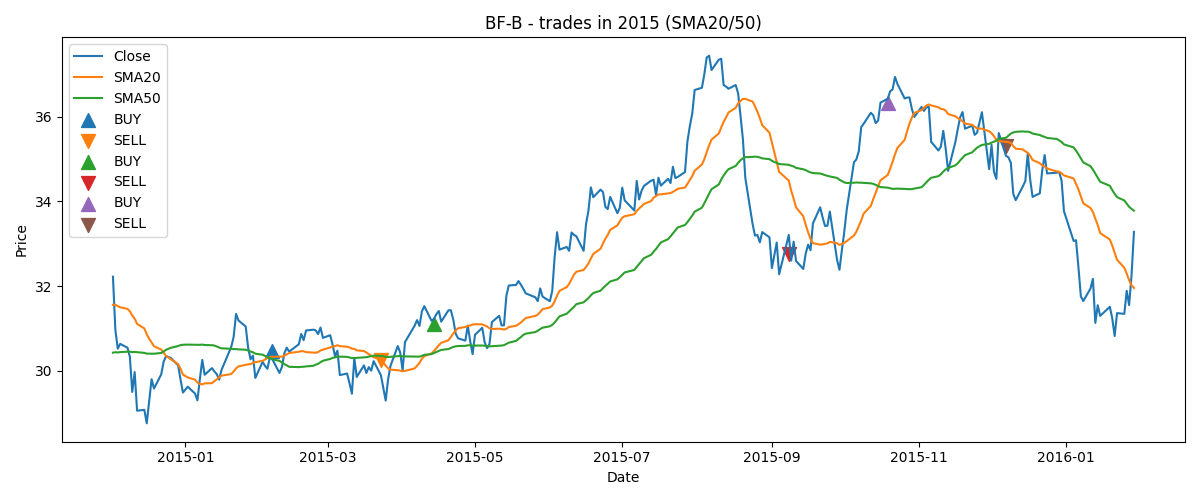 BF-B - trades in 2015 (SMA20/50)
Close
SMA20
SMA50
BUY
SELL
BUY
SELL
BUY
SELL
Price
36
34
32
30
2015-01
2015-03
2015-05
2015-07
2015-09
2015-11
2016-01
Date